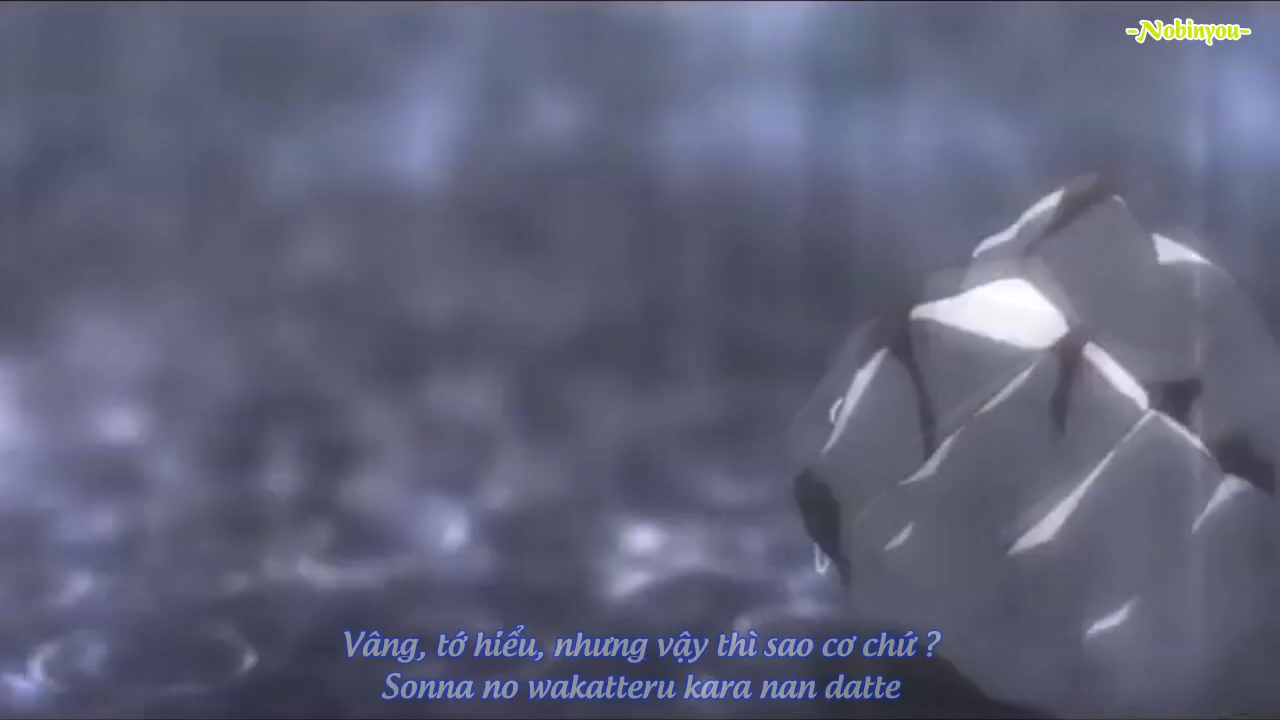 -Nobinyou-
Vâng, tớ hiểu, nhưng vậy thì sao cơ chứ ?
Sonna no wakatteru kara nan datte